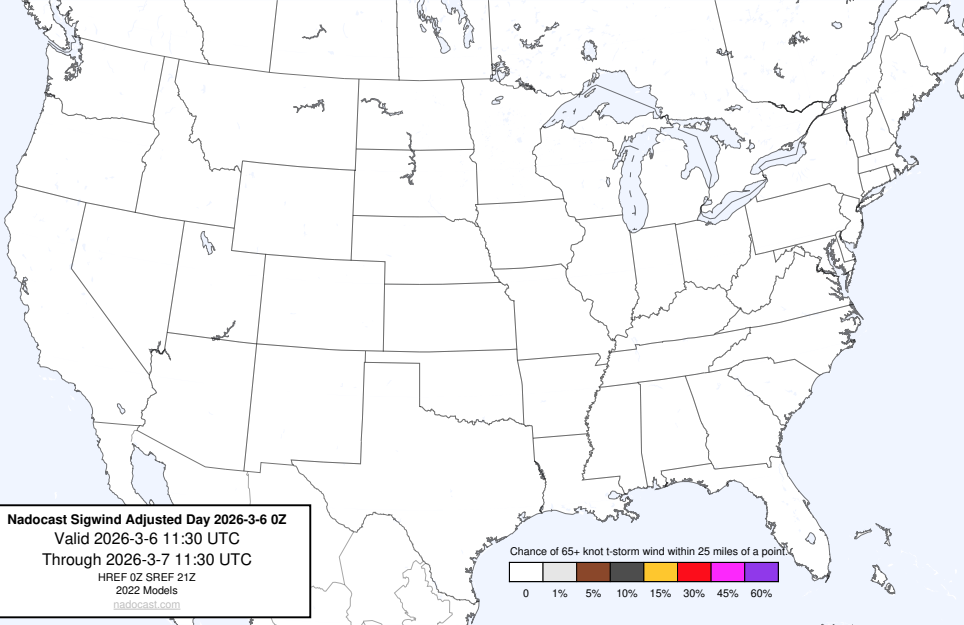 Nadocast Sigwind Adjusted Day 2026-3-6 0Z
Valid 2026-3-6 11:30 UTC
Through 2026-3-7 11:30 UTC
HREF 0Z SREF 21Z
2022 Models
nadocast.com
Chance of 65+ knot t-storm wind within 25 miles of a point.
0 1% 5% 10% 15% 30% 45% 60%